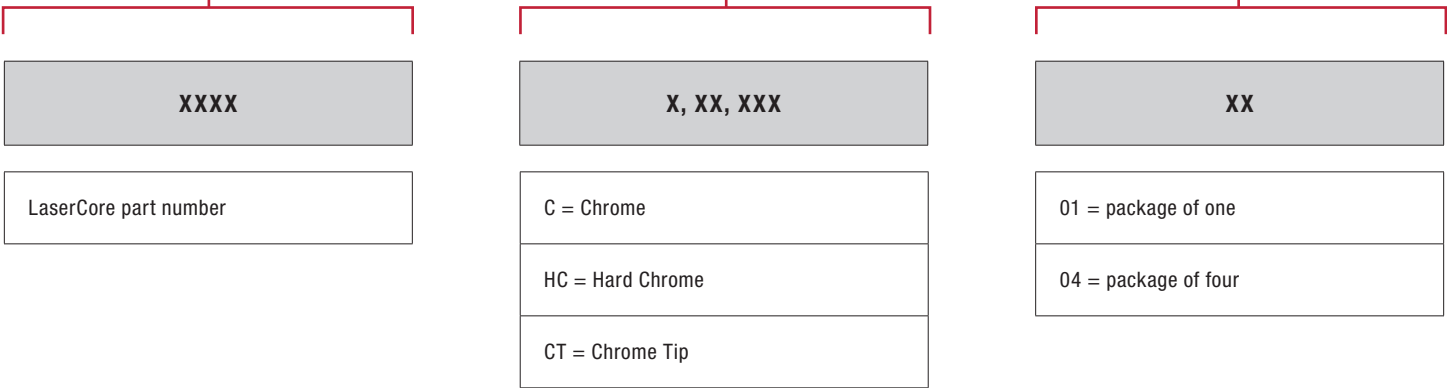 XXXX
X, XX, XXX
XX
LaserCore part number
C = Chrome
01 = package of one
HC = Hard Chrome
04 = package of four
CT = Chrome Tip